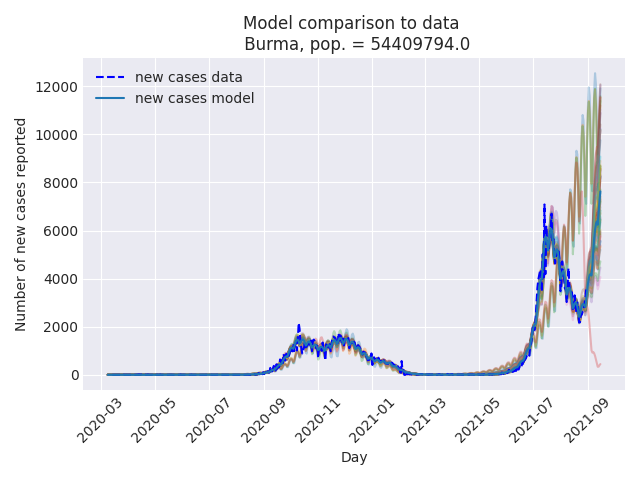 Model comparison to data
Burma, pop. = 54409794.0
new cases data
new cases model
Number of new cases reported
12000
10000
8000
6000
4000
2000
0
2020-03
2020-05
2020-07
2020-09
2020-11
2021-01
2021-03
2021-05
2021-07
2021-09
Day